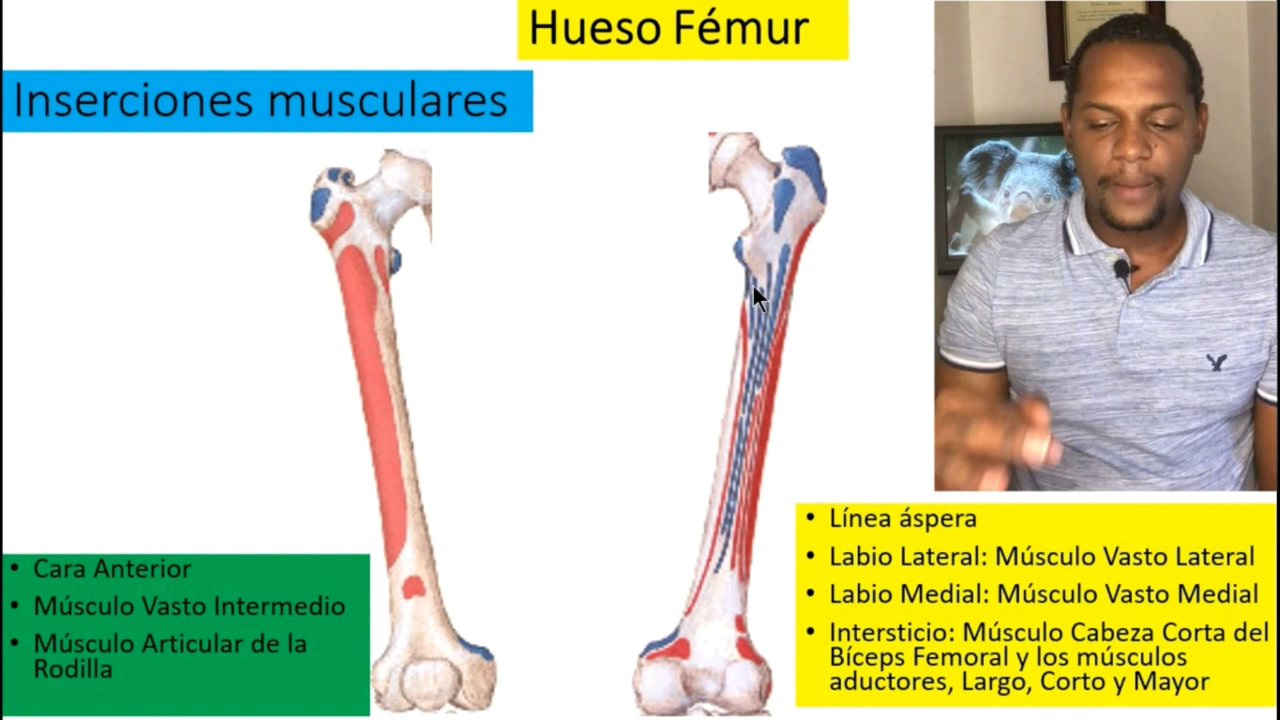 Hueso Fémur
Inserciones musculares
• Cara Anterior
• Músculo Vasto Intermedio
• Músculo Articular de la
Rodilla
• Línea áspera
• Labio Lateral: Músculo Vasto Lateral
• Labio Medial: Músculo Vasto Medial
• Intersticio: Músculo Cabeza Corta del
Bíceps Femoral y los músculos
aductores, Largo, Corto y Mayor